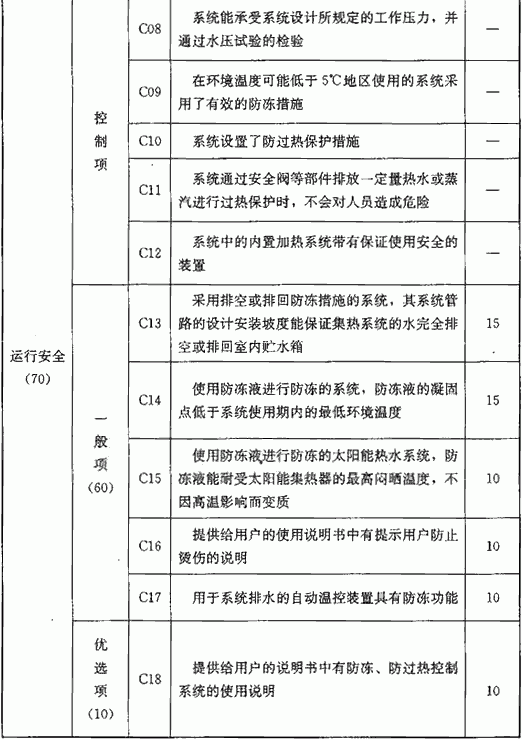 运行安全
（70）
控
制
项
C08
系统能承受系统设计所规定的工作压力，并
通过水压试验的检验
—
C09
在环境温度可能低于5℃地区使用的系统采
用了有效的防冻措施
—
C10
系统设置了防过热保护措施
—
C11
系统通过安全阀等部件排放一定量热水或蒸
汽进行过热保护时，不会对人员造成危险
—
C12
系统中的内置加热系统带有保证使用安全的
装置
—
一
般
项
（60）
C13
采用排空或排回防冻措施的系统，其系统管
路的设计安装坡度能保证集热系统的水完全排
空或排回室内贮水箱
15
C14
使用防冻液进行防冻的系统，防冻液的凝固
点低于系统使用期内的最低环境温度
15
C15
使用防冻液进行防冻的太阳能热水系统，防
冻液能耐受太阳能集热器的最高闷晒温度，不
因高温影响而变质
10
C16
提供给用户的使用说明书中有提示用户防止
烫伤的说明
10
C17
用于系统排水的自动温控装置具有防冻功能
10
优
选
项
（10）
C18
提供给用户的说明书中有防冻、防过热控制
系统的使用说明
10